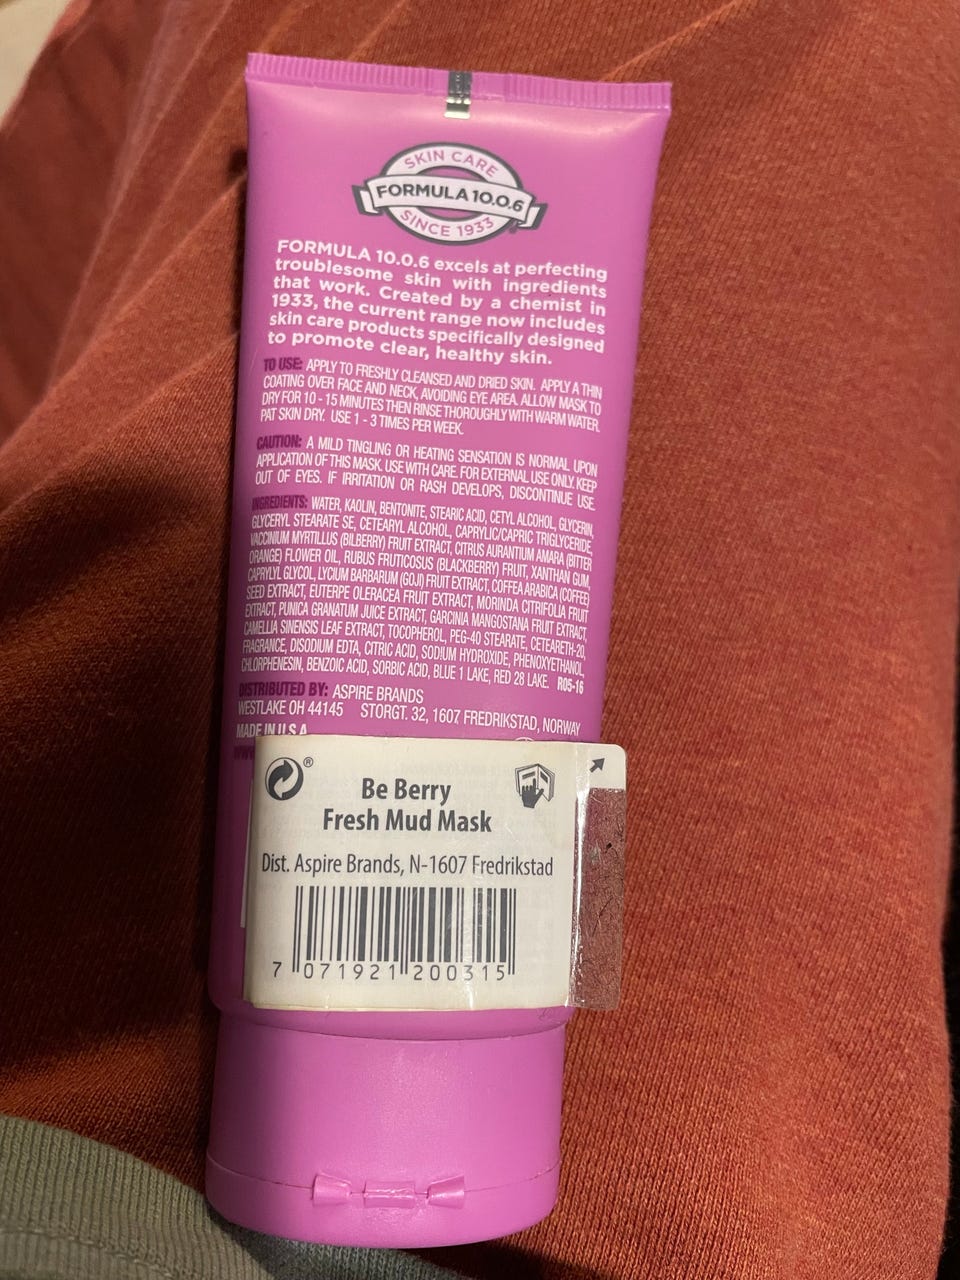 SKIN CARE
FORMULA 10.0.6
SINCE 1933
FORMULA 10.0.6 excels at perfecting
troublesome skin with ingredients
that work. Created by a chemist in
1933, the current range now includes
skin care products specifically designed
to promote clear, healthy skin.
TO USE: APPLY TO FRESHLY CLEANSED AND DRIED SKIN. APPLY A THIN
COATING OVER FACE AND NECK, AVOIDING EYE AREA. ALLOW MASK TO
DRY FOR 10 - 15 MINUTES THEN RINSE THOROUGHLY WITH WARM WATER.
PAT SKIN DRY. USE 1 - 3 TIMES PER WEEK.
CAUTION: A MILD TINGLING OR HEATING SENSATION IS NORMAL UPON
APPLICATION OF THIS MASK. USE WITH CARE. FOR EXTERNAL USE ONLY. KEEP
OUT OF EYES. IF IRRITATION OR RASH DEVELOPS, DISCONTINUE USE.
INGREDIENTS: WATER, KAOLIN, BENTONITE, STEARIC ACID, CETYL ALCOHOL, GLYCERIN,
GLYCERYL STEARATE SE, CETEARYL ALCOHOL, CAPRYLIC/CAPRIC TRIGLYCERIDE,
VACCINIUM MYRTILLUS (BILBERRY) FRUIT EXTRACT, CITRUS AURANTIUM AMARA (BITTER
ORANGE) FLOWER OIL, RUBUS FRUTICOSUS (BLACKBERRY) FRUIT, XANTHAN GUM,
CAPRYLYL GLYCOL, LYCIUM BARBARUM (GOJI) FRUIT EXTRACT, COFFEA ARABICA (COFFEE)
SEED EXTRACT, EUTERPE OLERACEA FRUIT EXTRACT, MORINDA CITRIFOLIA FRUIT
EXTRACT, PUNICA GRANATUM JUICE EXTRACT, GARCINIA MANGOSTANA FRUIT EXTRACT,
CAMELLIA SINENSIS LEAF EXTRACT, TOCOPHEROL, PEG-40 STEARATE, CETEARETH-20,
FRAGRANCE, DISODIUM EDTA, CITRIC ACID, SODIUM HYDROXIDE, PHENOXYETHANOL,
CHLORPHENESIN, BENZOIC ACID, SORBIC ACID, BLUE 1 LAKE, RED 28 LAKE. R05-16
DISTRIBUTED BY: ASPIRE BRANDS
WESTLAKE OH 44145 STORGT. 32, 1607 FREDRIKSTAD, NORWAY
MADE IN U.S.A
®
Be Berry
Fresh Mud Mask
Dist. Aspire Brands, N-1607 Fredrikstad
7 071921 200315